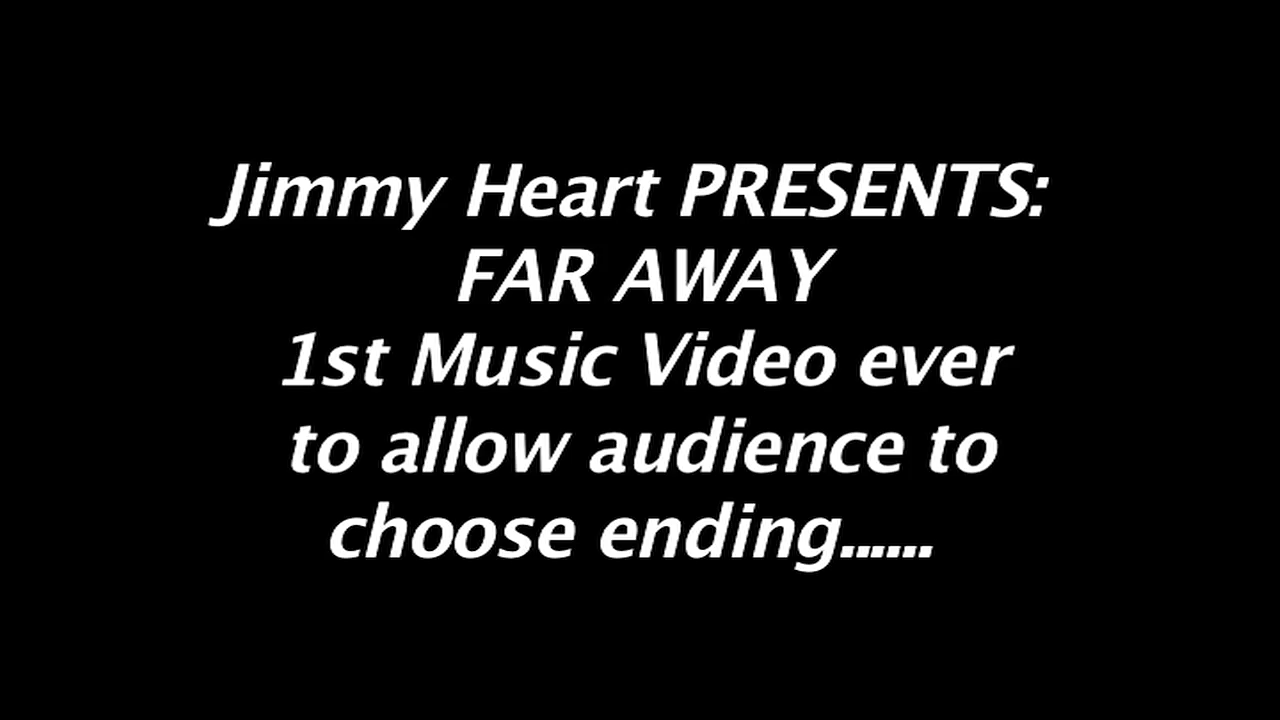 Jimmy Heart PRESENTS:
FAR AWAY
1st Music Video ever
to allow audience to
choose ending......